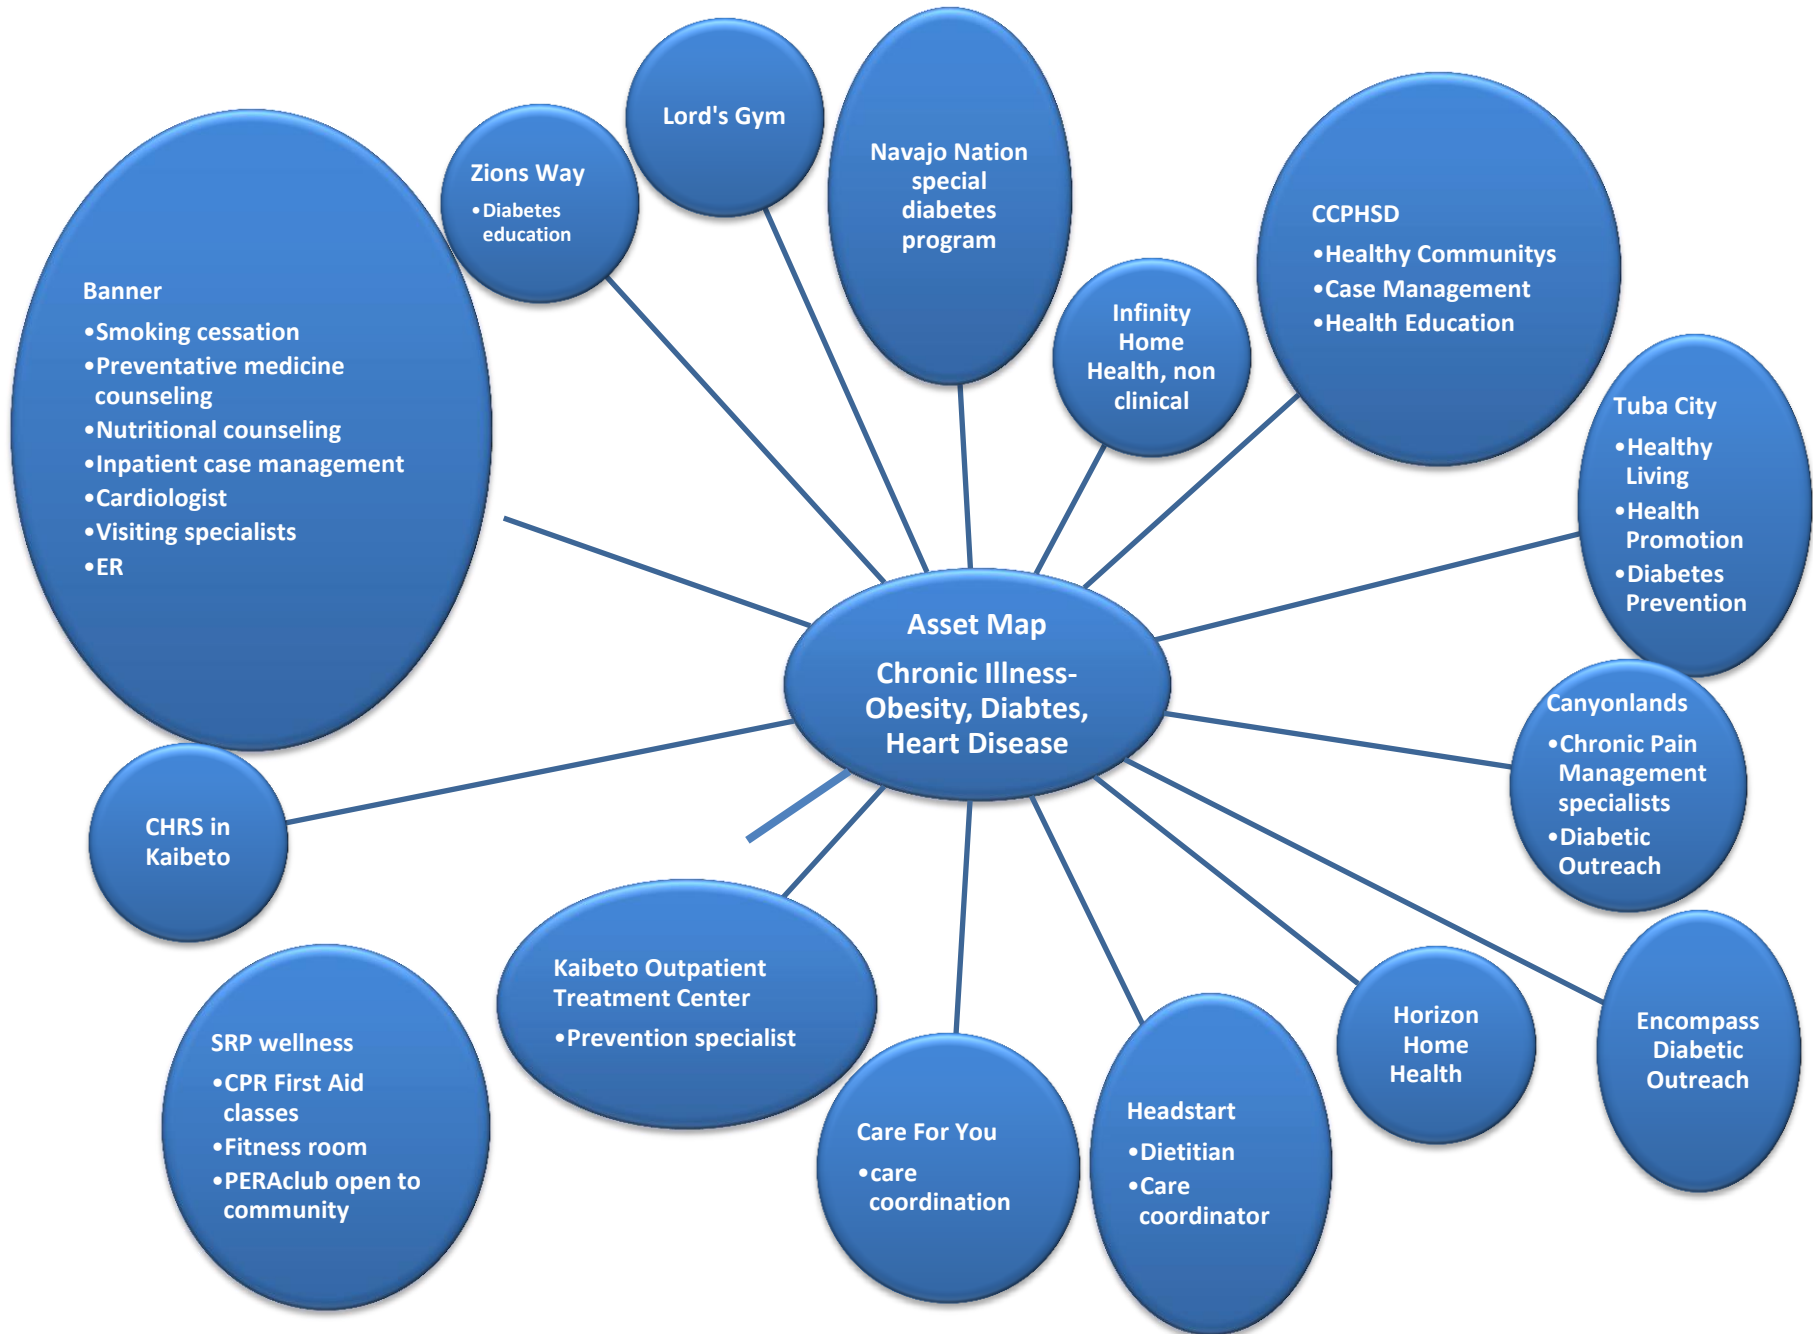 Asset Map
Chronic Illness-
Obesity, Diabtes,
Heart Disease
Lord's Gym
Navajo Nation
special
diabetes
program
Infinity
Home
Health, non
clinical
CCPHSD
•Healthy Communitys
•Case Management
•Health Education
Tuba City
•Healthy
Living
•Health
Promotion
•Diabetes
Prevention
Canyonlands
•Chronic Pain
Management
specialists
•Diabetic
Outreach
Encompass
Diabetic
Outreach
Horizon
Home
Health
Headstart
•Dietitian
•Care
coordinator
Care For You
•care
coordination
Kaibeto Outpatient
Treatment Center
•Prevention specialist
SRP wellness
•CPR First Aid
classes
•Fitness room
•PERAclub open to
community
CHRS in
Kaibeto
Banner
•Smoking cessation
•Preventative medicine
counseling
•Nutritional counseling
•Inpatient case management
•Cardiologist
•Visiting specialists
•ER
Zions Way
•Diabetes
education